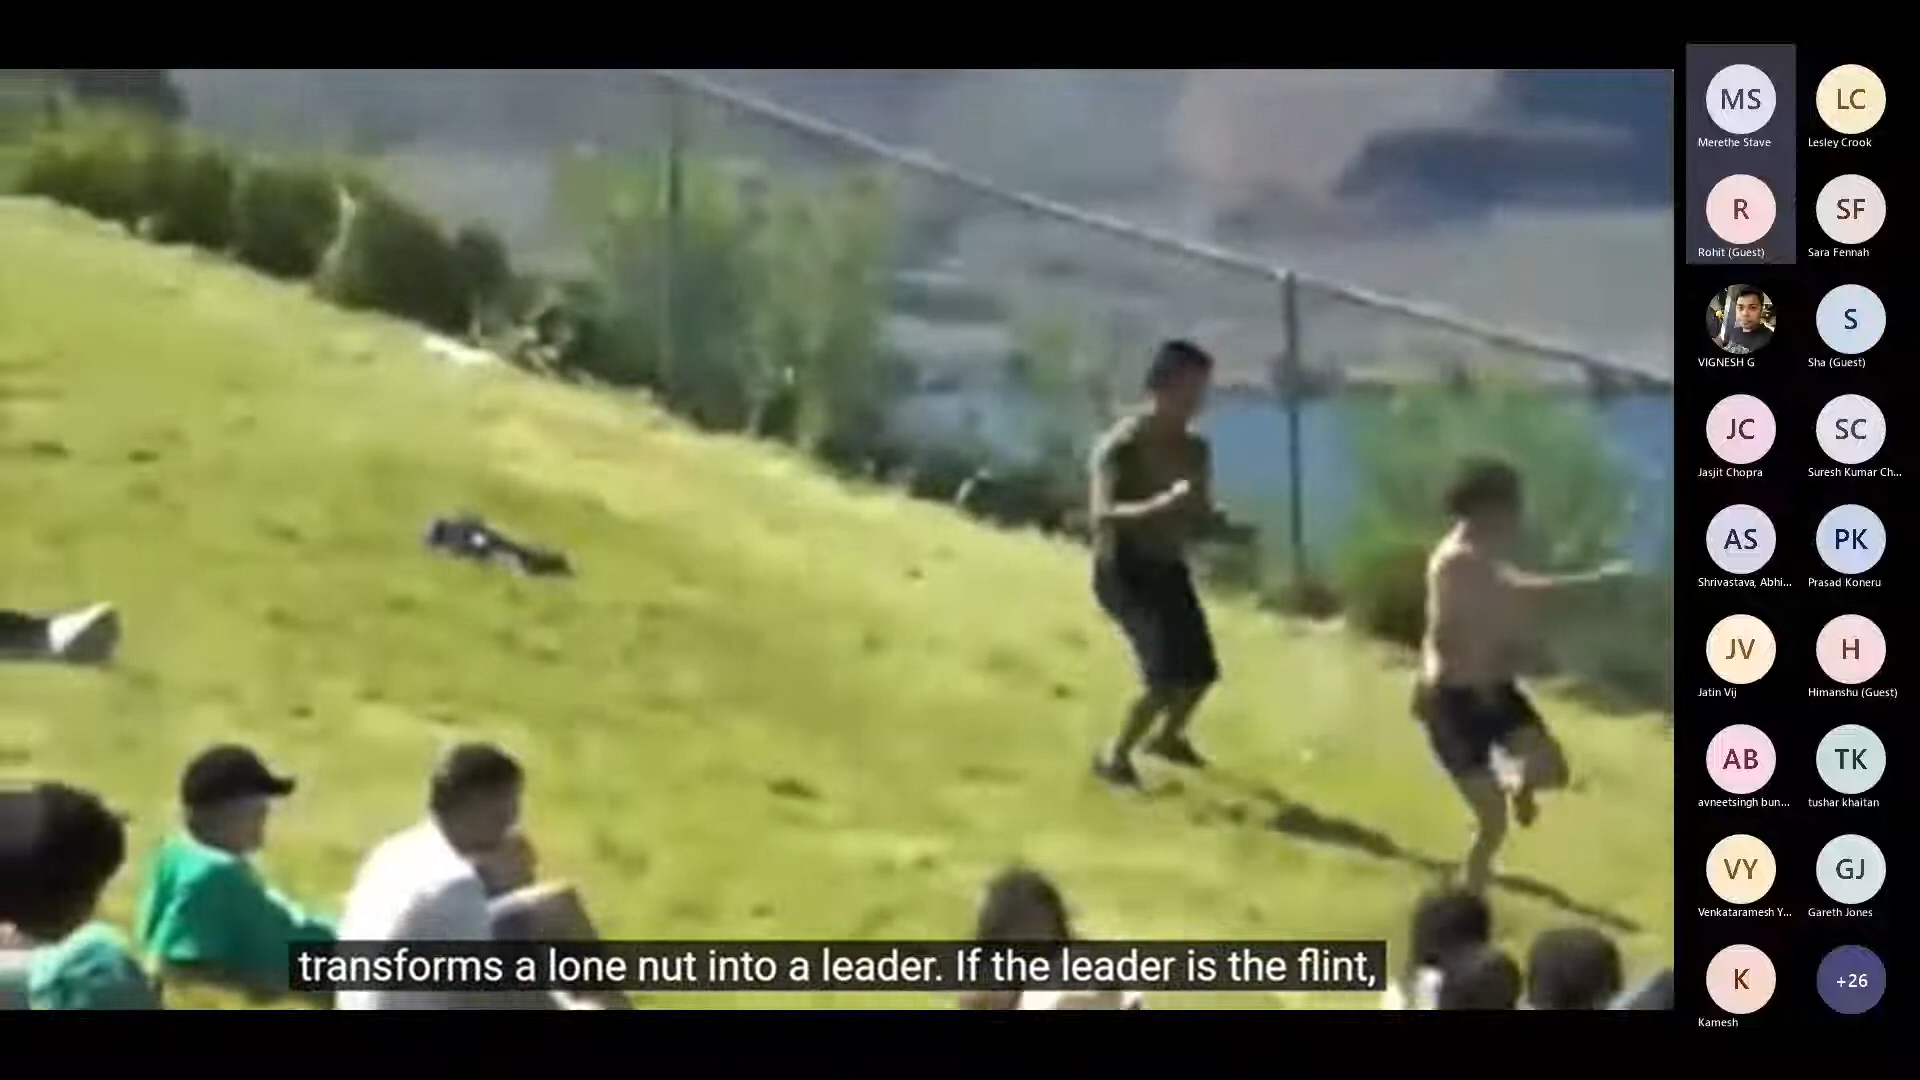 MS
LC
Merethe Stave
Lesley Crook
R
SF
Rohit (Guest)
Sara Fennah
S
VIGNESH G
Sha (Guest)
JC
SC
Jasjit Chopra
Suresh Kumar Ch...
AS
PK
Shrivastava, Abhi...
Prasad Koneru
JV
H
Jatin Vij
Himanshu (Guest)
AB
TK
avneetsingh bun...
tushar khaitan
VY
GJ
Venkataramesh Y...
Gareth Jones
K
+26
Kamesh
transforms a lone nut into a leader. If the leader is the flint,